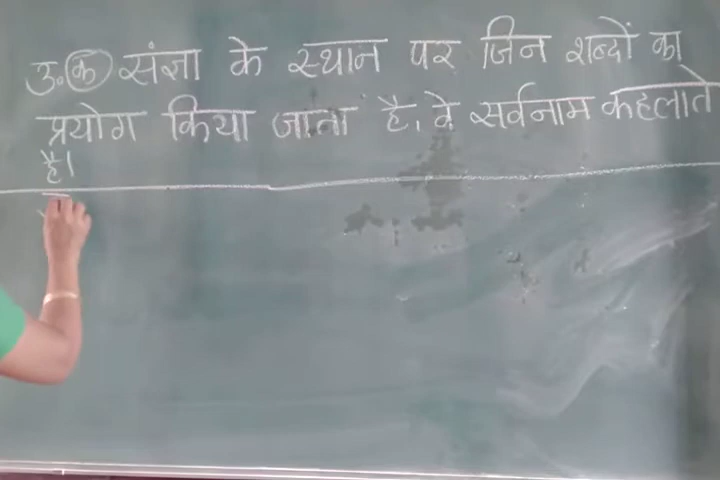 उ. (क) संज्ञा के स्थान पर जिन शब्दों का
प्रयोग किया जाता है, वे सर्वनाम कहलाते
है।